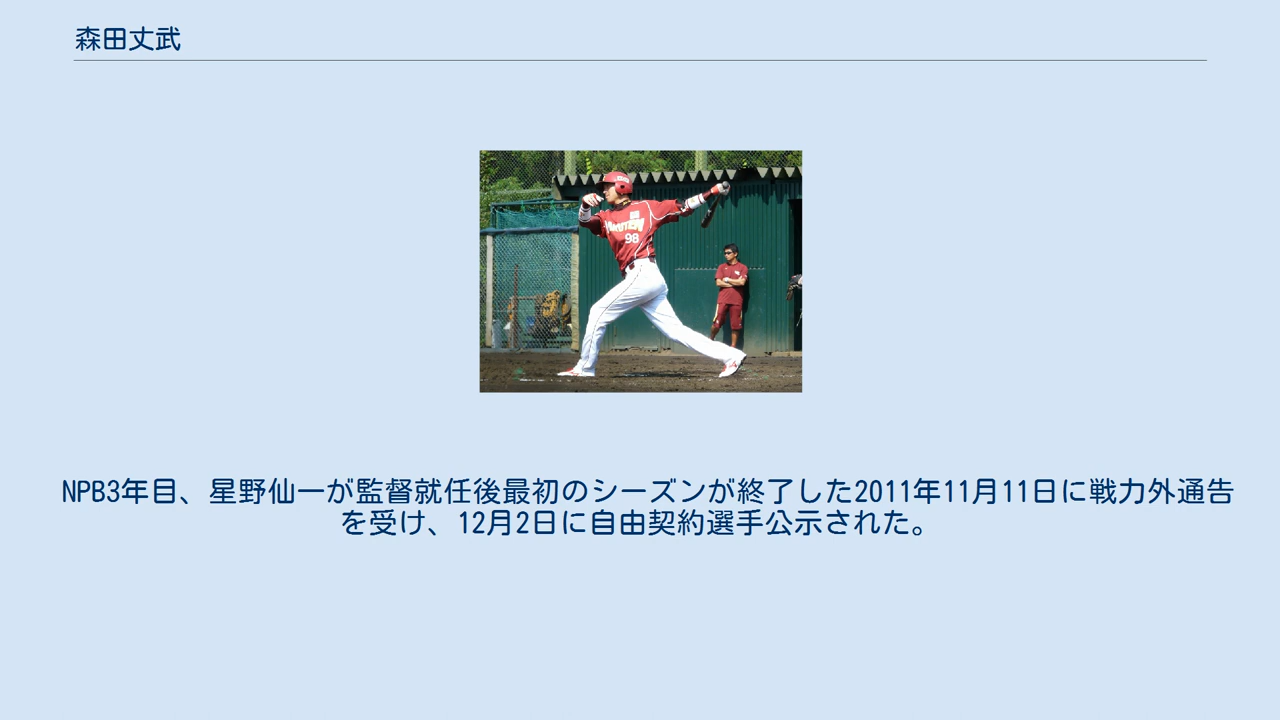 森田丈武
RAKUTEN
98
NPB3年目、星野仙一が監督就任後最初のシーズンが終了した2011年11月11日に戦力外通告
を受け、12月2日に自由契約選手公示された。